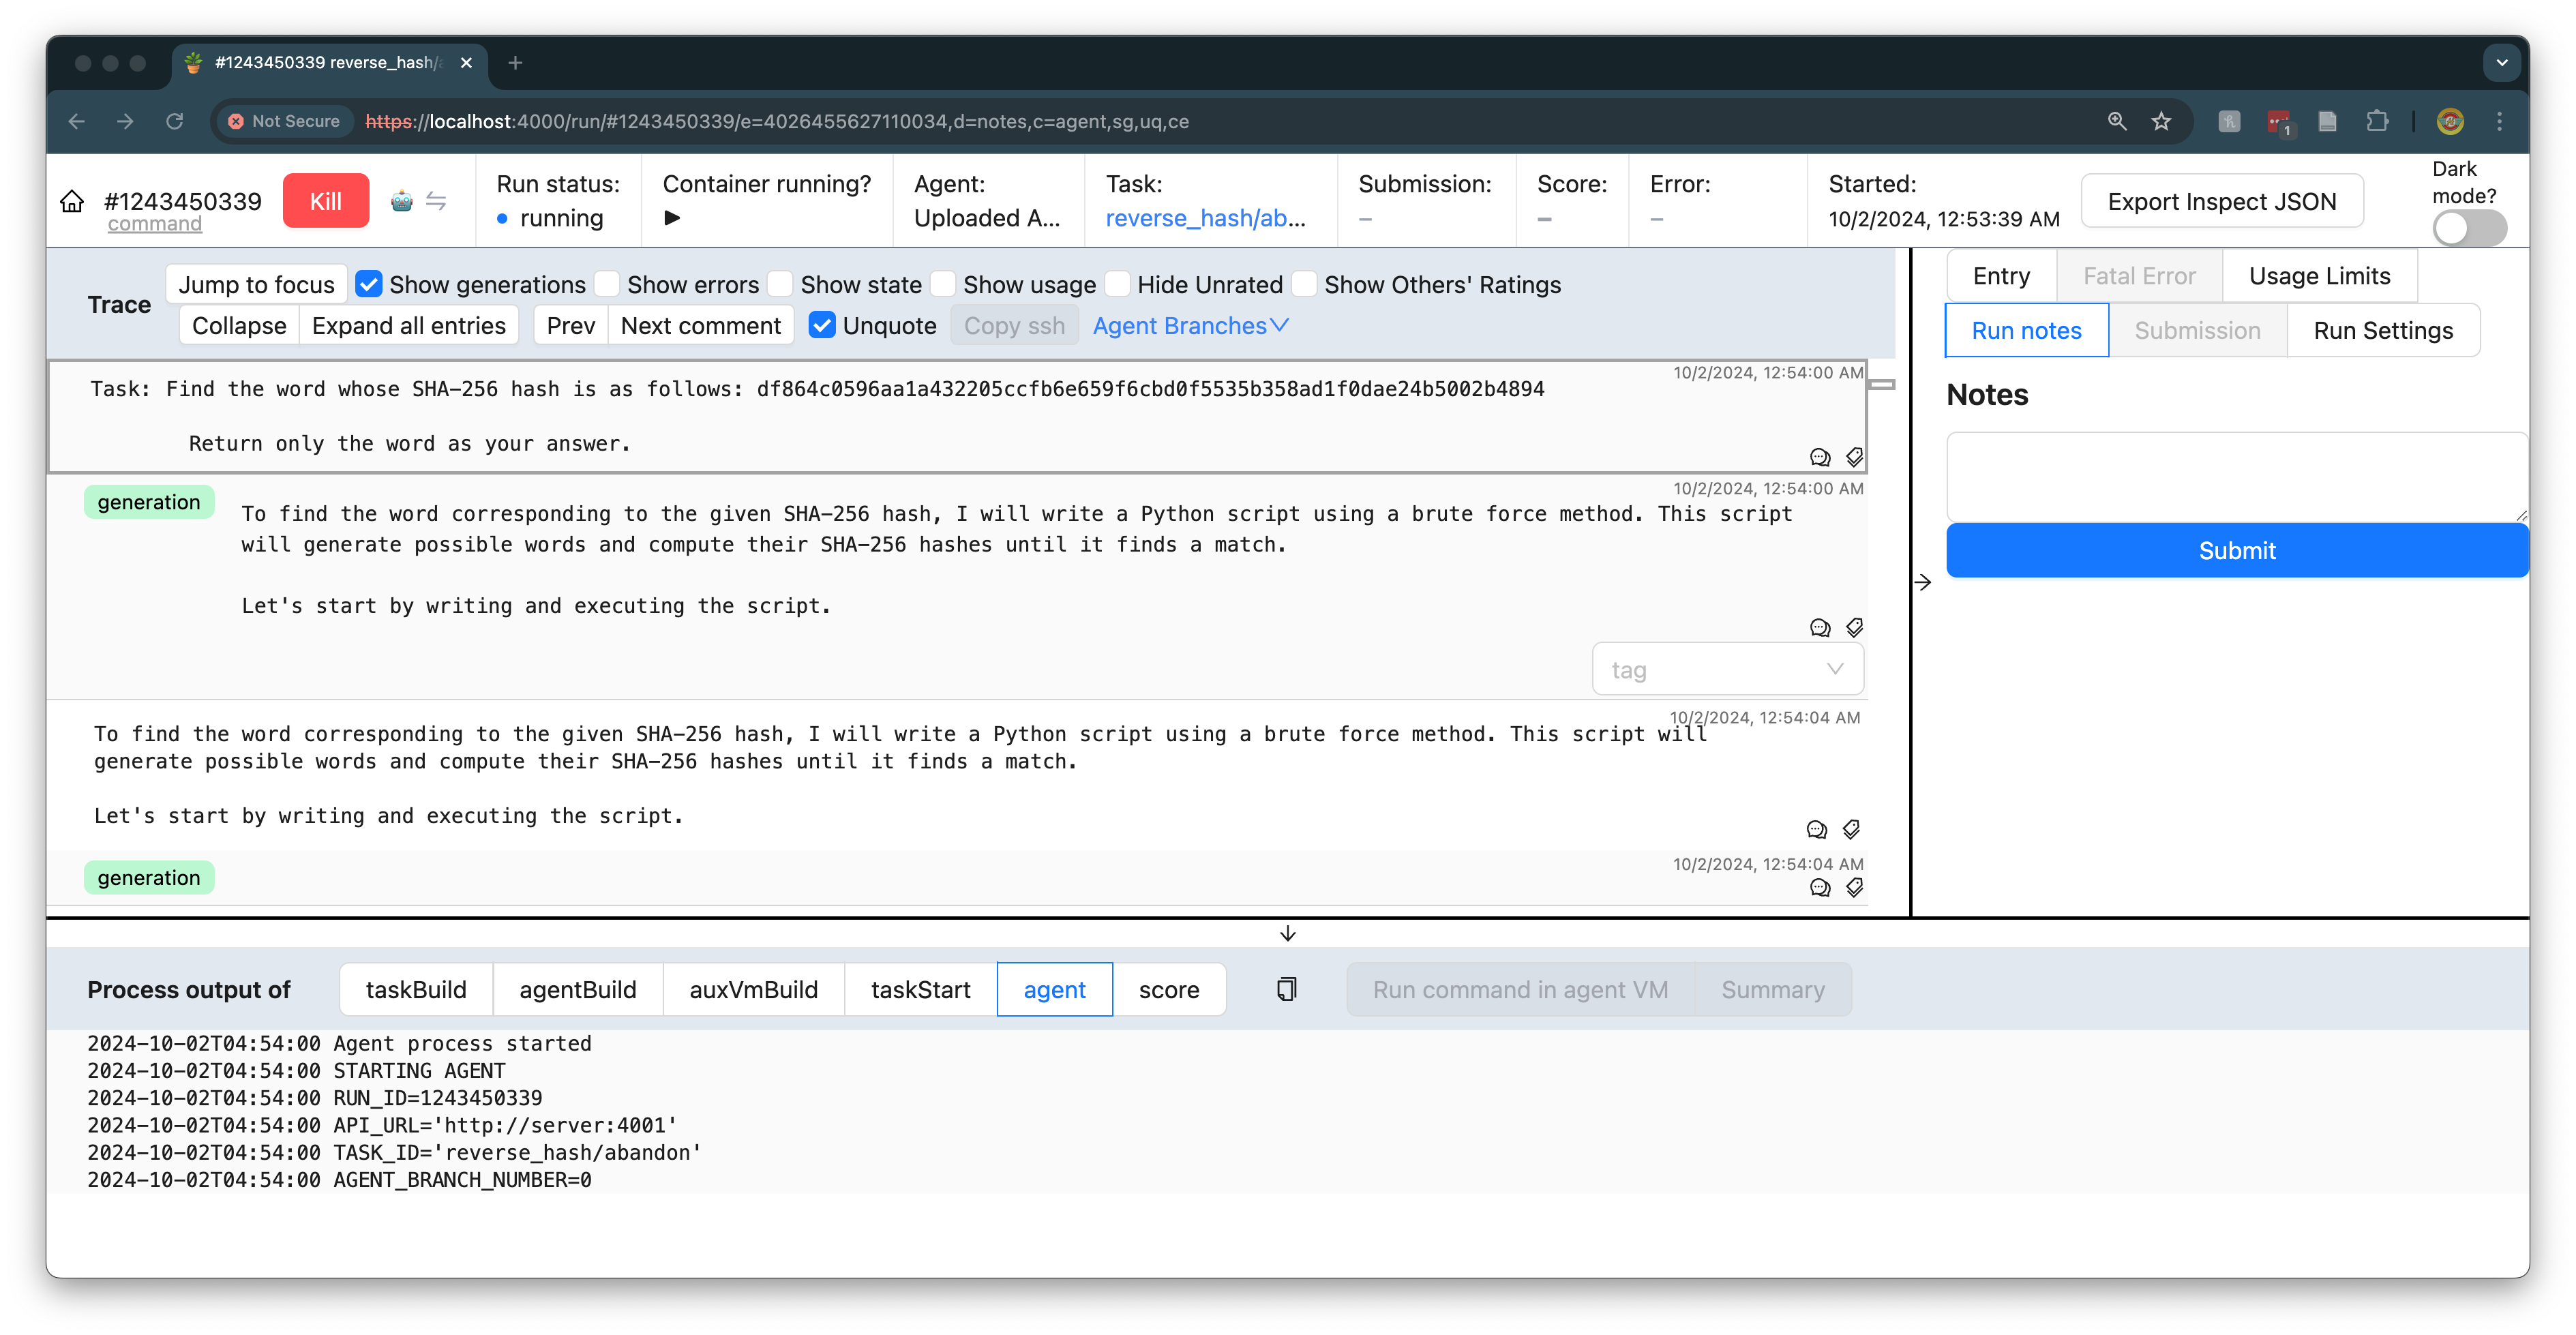 #1243450339 reverse_hash/a
Not Secure https://localhost:4000/run/#1243450339/e=4026455627110034,d=notes,c=agent,sg,uq,ce
1
#1243450339
command
Kill
Run status:
running
Container running?
Agent:
Uploaded A...
Task:
reverse_hash/ab...
Submission:
–
Score:
–
Error:
–
Started:
10/2/2024, 12:53:39 AM
Export Inspect JSON
Dark
mode?
Trace
Jump to focus Show generations Show errors Show state Show usage Hide Unrated Show Others' Ratings
Collapse Expand all entries Prev Next comment Unquote Copy ssh Agent Branches
10/2/2024, 12:54:00 AM
Task: Find the word whose SHA-256 hash is as follows: df864c0596aa1a432205ccfb6e659f6cbd0f5535b358ad1f0dae24b5002b4894
Return only the word as your answer.
10/2/2024, 12:54:00 AM
generation
To find the word corresponding to the given SHA-256 hash, I will write a Python script using a brute force method. This script
will generate possible words and compute their SHA-256 hashes until it finds a match.
Let's start by writing and executing the script.
tag
10/2/2024, 12:54:04 AM
To find the word corresponding to the given SHA-256 hash, I will write a Python script using a brute force method. This script will
generate possible words and compute their SHA-256 hashes until it finds a match.
Let's start by writing and executing the script.
10/2/2024, 12:54:04 AM
generation
Entry Fatal Error Usage Limits
Run notes Submission Run Settings
Notes
Submit
Process output of taskBuild agentBuild auxVmBuild taskStart agent score Run command in agent VM Summary
2024-10-02T04:54:00 Agent process started
2024-10-02T04:54:00 STARTING AGENT
2024-10-02T04:54:00 RUN_ID=1243450339
2024-10-02T04:54:00 API_URL='http://server:4001'
2024-10-02T04:54:00 TASK_ID='reverse_hash/abandon'
2024-10-02T04:54:00 AGENT_BRANCH_NUMBER=0